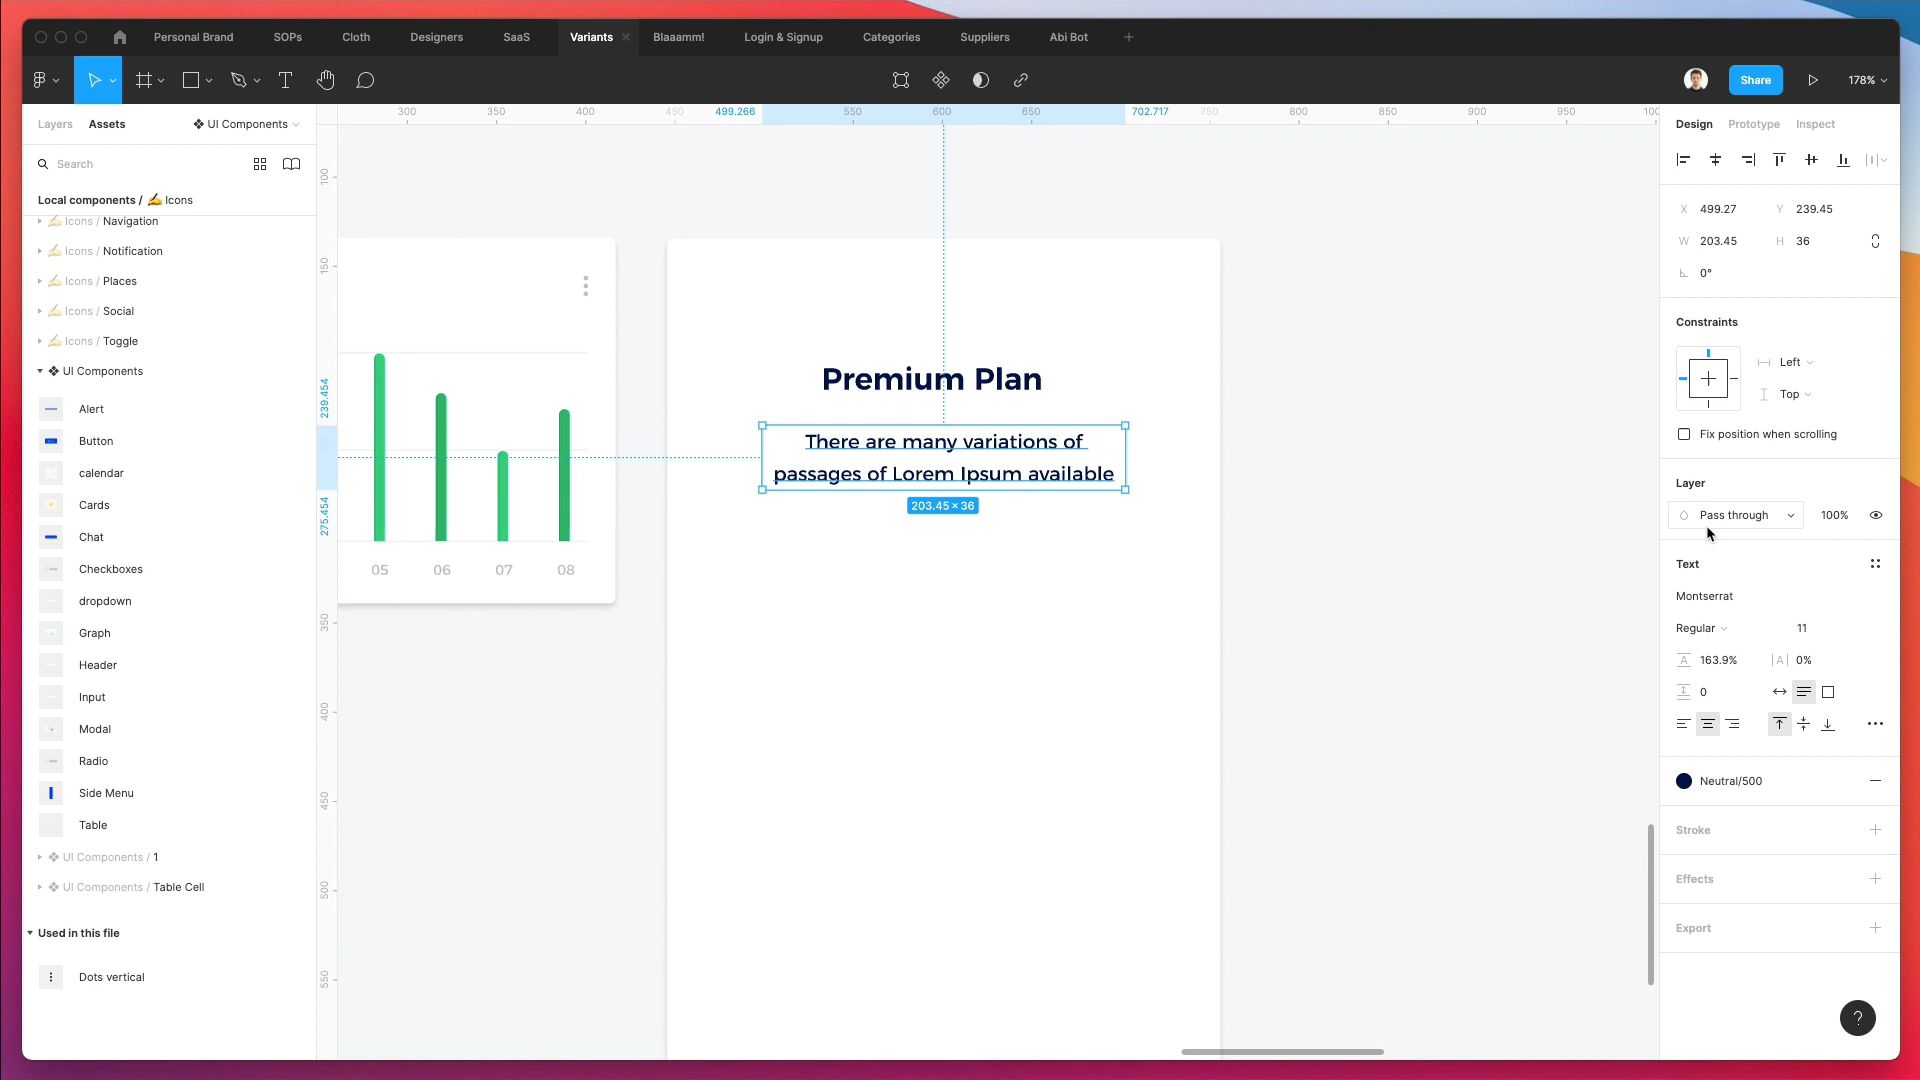 Personal Brand SOPs Cloth Designers SaaS Variants Blaaamm! Login & Signup Categories Suppliers Abi Bot
Share 178%
Layers Assets UI Components
Search
Local components / ✍️ Icons
✍️ Icons / Navigation
✍️ Icons / Notification
✍️ Icons / Places
✍️ Icons / Social
✍️ Icons / Toggle
UI Components
Alert
Button
calendar
Cards
Chat
Checkboxes
dropdown
Graph
Header
Input
Modal
Radio
Side Menu
Table
UI Components / 1
UI Components / Table Cell
Used in this file
Dots vertical
300 350 400 450 499.266 550 600 650 702.717 750 800 850 900 950 100
100
150
239.454
275.454
350
400
450
500
550
05 06 07 08
Premium Plan
There are many variations of
passages of Lorem Ipsum available
203.45 × 36
Design Prototype Inspect
X 499.27 Y 239.45
W 203.45 H 36
0°
Constraints
Left
Top
Fix position when scrolling
Layer
Pass through 100%
Text
Montserrat
Regular 11
A 163.9% |A| 0%
0
Neutral/500
Stroke
Effects
Export
?